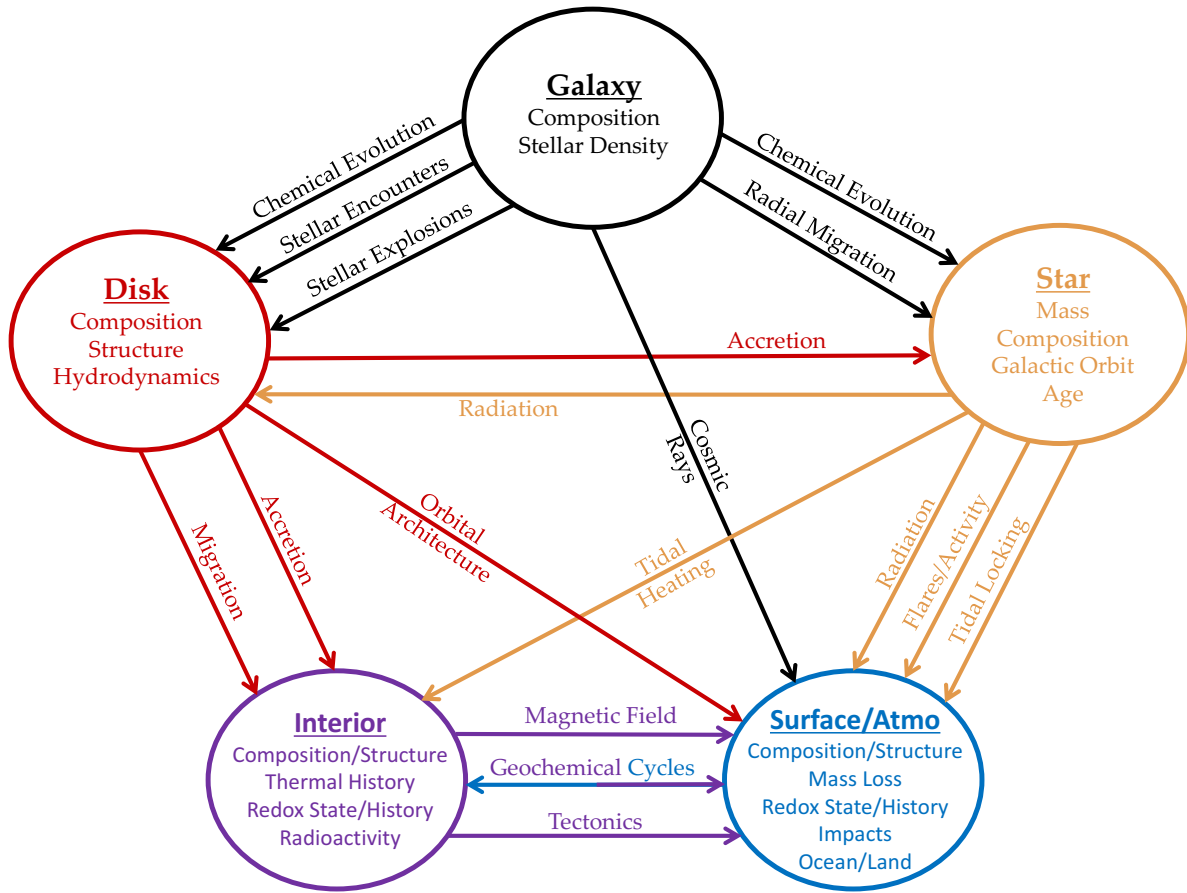 Galaxy
Composition
Stellar Density
Chemical Evolution
Stellar Encounters
Stellar Explosions
Chemical Evolution
Radial Migration
Disk
Composition
Structure
Hydrodynamics
Star
Mass
Composition
Galactic Orbit
Age
Accretion
Radiation
Cosmic
Rays
Migration
Accretion
Orbital
Architecture
Tidal
Heating
Radiation
Flares/Activity
Tidal Locking
Interior
Composition/Structure
Thermal History
Redox State/History
Radioactivity
Magnetic Field
Geochemical Cycles
Tectonics
Surface/Atmo
Composition/Structure
Mass Loss
Redox State/History
Impacts
Ocean/Land